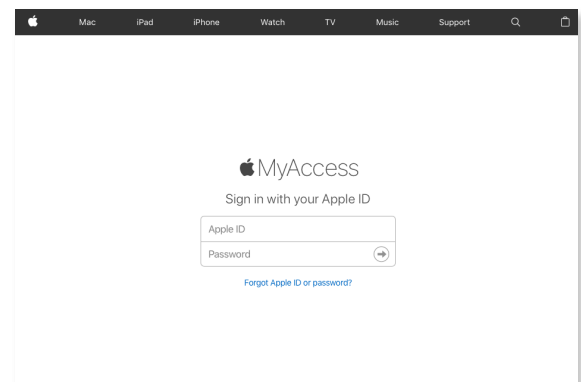 Mac iPad iPhone Watch TV Music Support
MyAccess
Sign in with your Apple ID
Apple ID
Password
Forgot Apple ID or password?